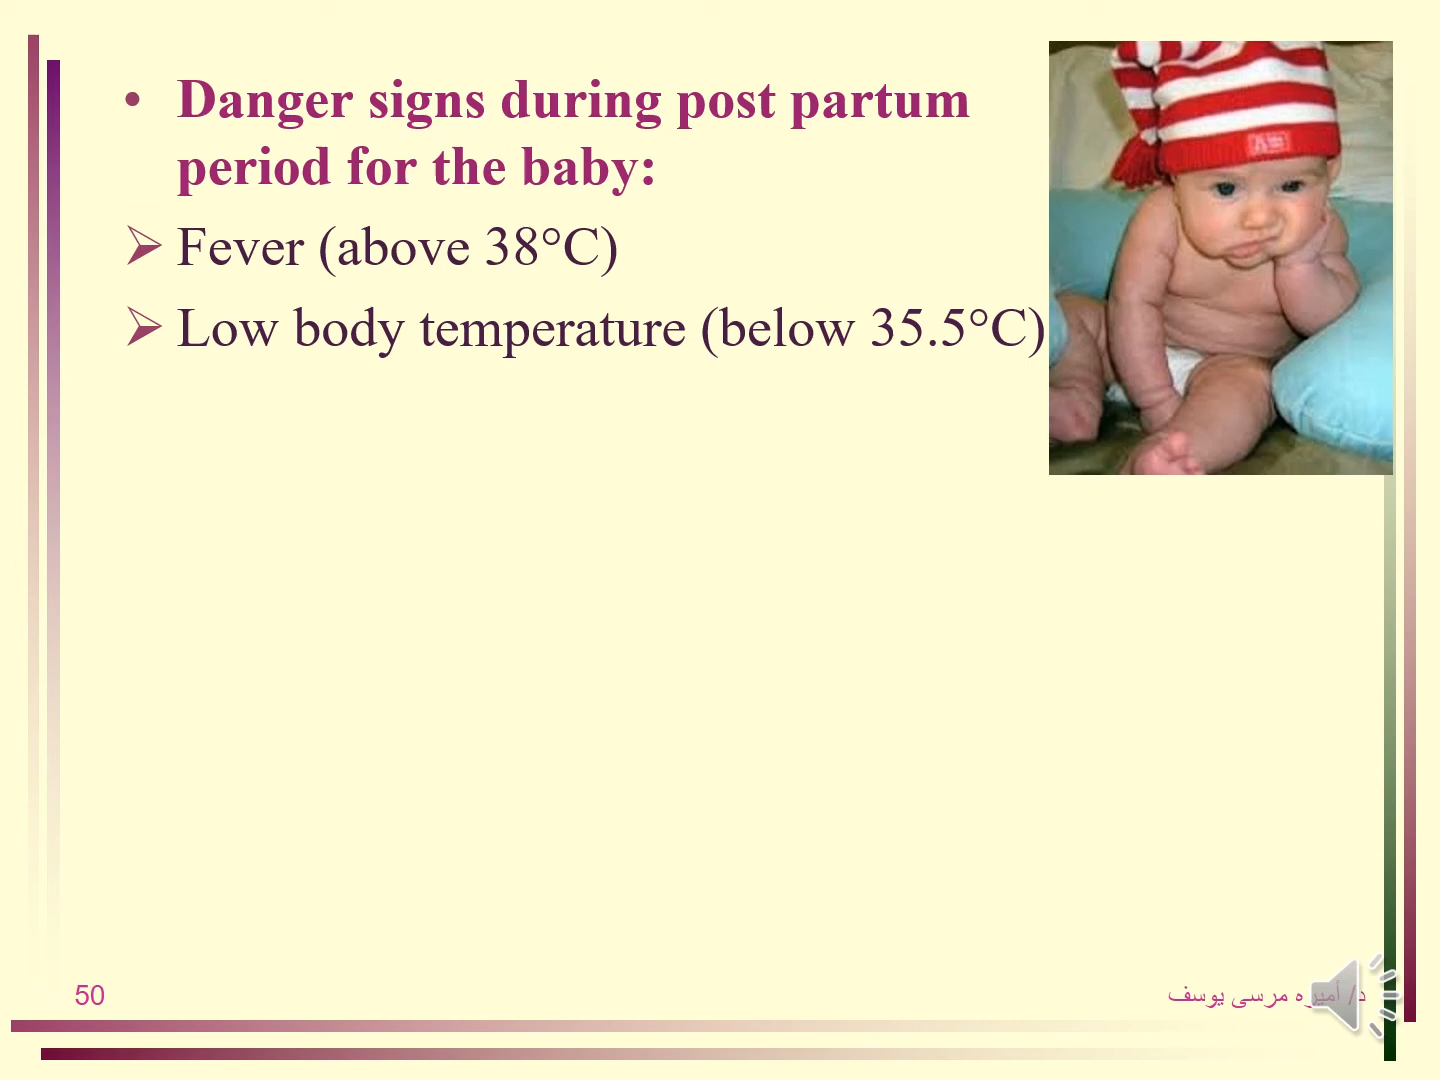 • Danger signs during post partum
period for the baby:
➢ Fever (above 38°C)
➢ Low body temperature (below 35.5°C)
50
د/ أميره مرسى يوسف